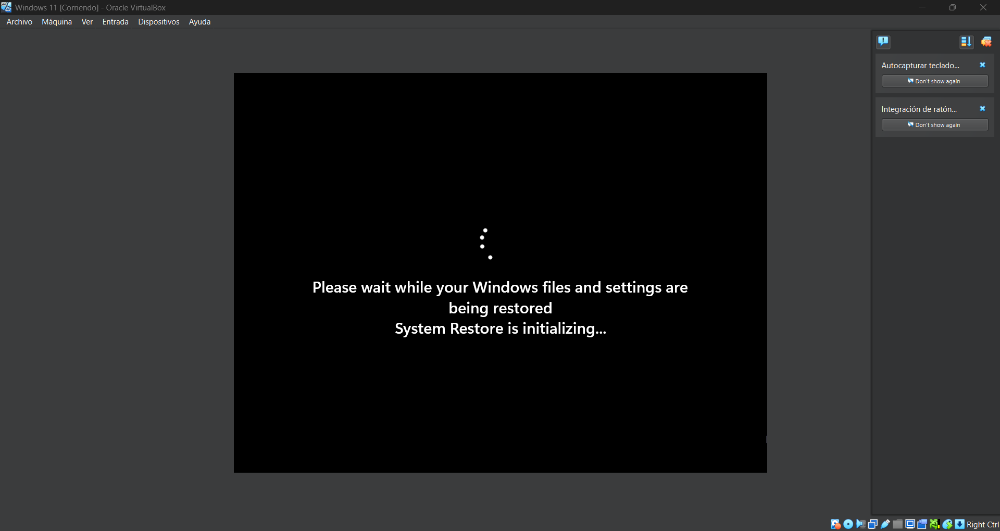 Windows 11 [Corriendo] - Oracle VirtualBox
Archivo Máquina Ver Entrada Dispositivos Ayuda
Autocapturar teclado...
Don't show again
Integración de ratón...
Don't show again
Please wait while your Windows files and settings are
being restored
System Restore is initializing...
Right Ctrl